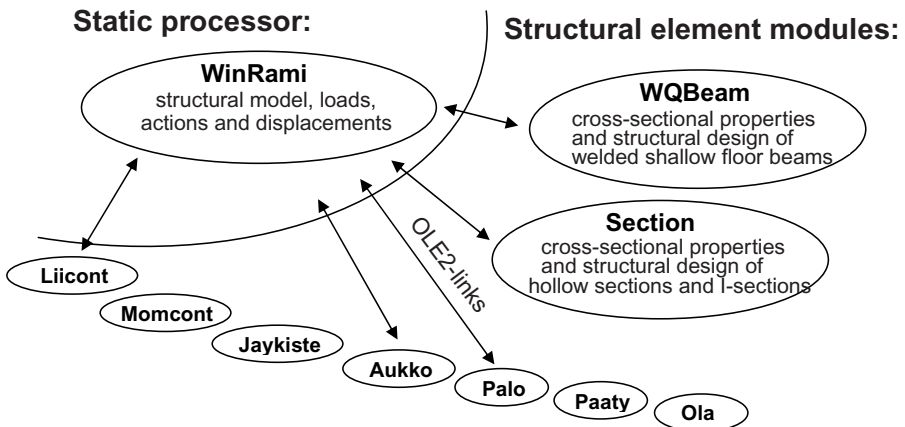 Static processor:
Structural element modules:
WinRami
structural model, loads,
actions and displacements
WQBeam
cross-sectional properties
and structural design of
welded shallow floor beams
Section
cross-sectional properties
and structural design of
hollow sections and I-sections
OLE2-links
Liicont
Momcont
Jaykiste
Aukko
Palo
Paaty
Ola